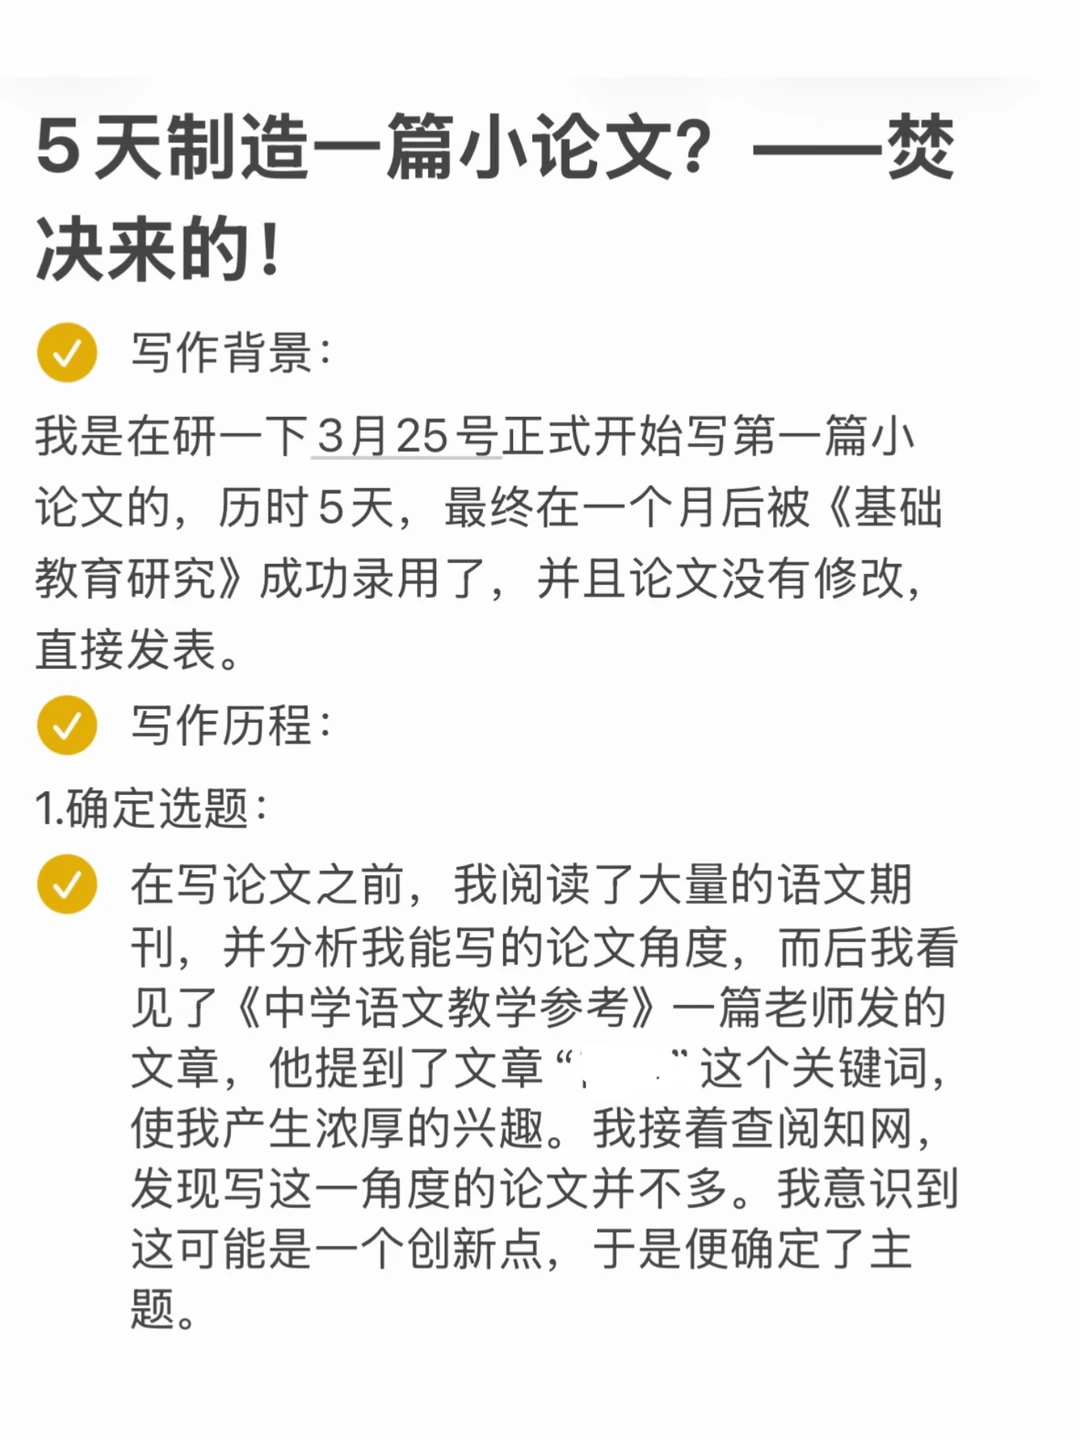 5天制造一篇小论文？——焚
决来的！
写作背景：
我是在研一下3月25号正式开始写第一篇小
论文的，历时5天，最终在一个月后被《基础
教育研究》成功录用了，并且论文没有修改，
直接发表。
写作历程：
1.确定选题：
在写论文之前，我阅读了大量的语文期
刊，并分析我能写的论文角度，而后我看
见了《中学语文教学参考》一篇老师发的
文章，他提到了文章“ ”这个关键词，
使我产生浓厚的兴趣。我接着查阅知网，
发现写这一角度的论文并不多。我意识到
这可能是一个创新点，于是便确定了主
题。